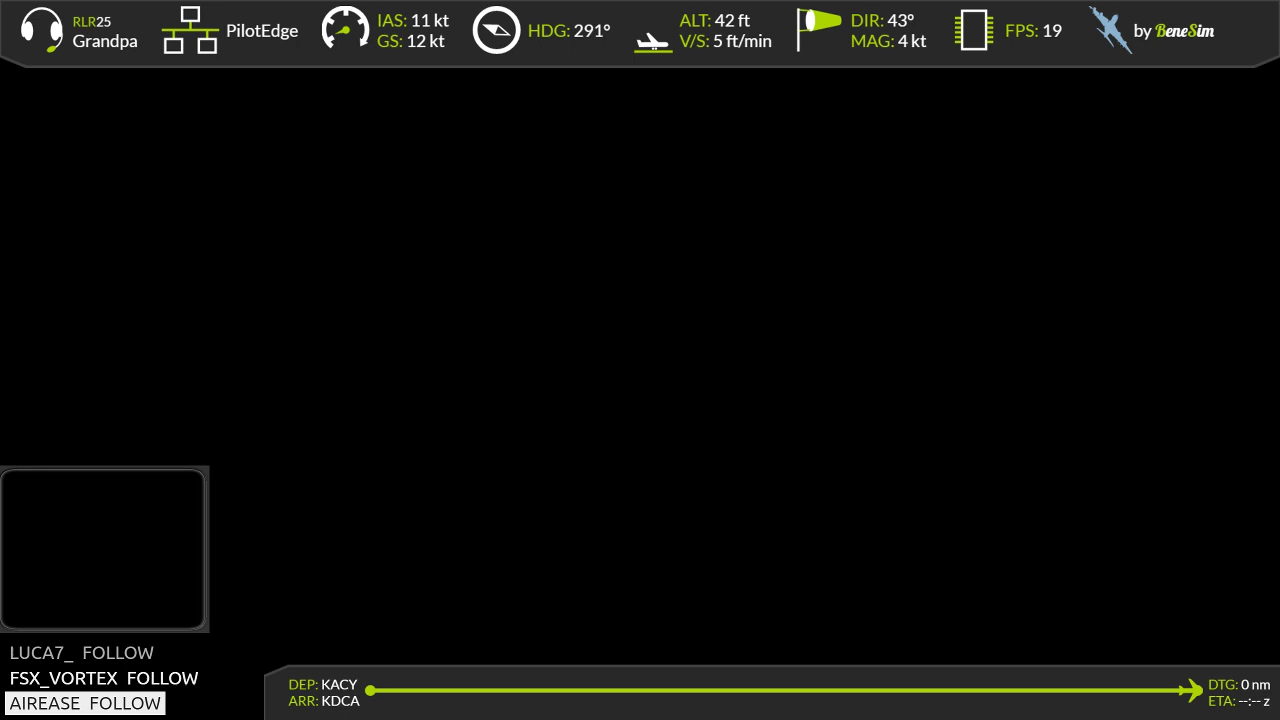 RLR25
Grandpa
PilotEdge
IAS: 11 kt
GS: 12 kt
HDG: 291°
ALT: 42 ft
V/S: 5 ft/min
DIR: 43°
MAG: 4 kt
FPS: 19
by BeneSim
LUCA7_ FOLLOW
FSX_VORTEX FOLLOW
AIREASE FOLLOW
DEP: KACY
ARR: KDCA
DTG: 0 nm
ETA: --:-- z